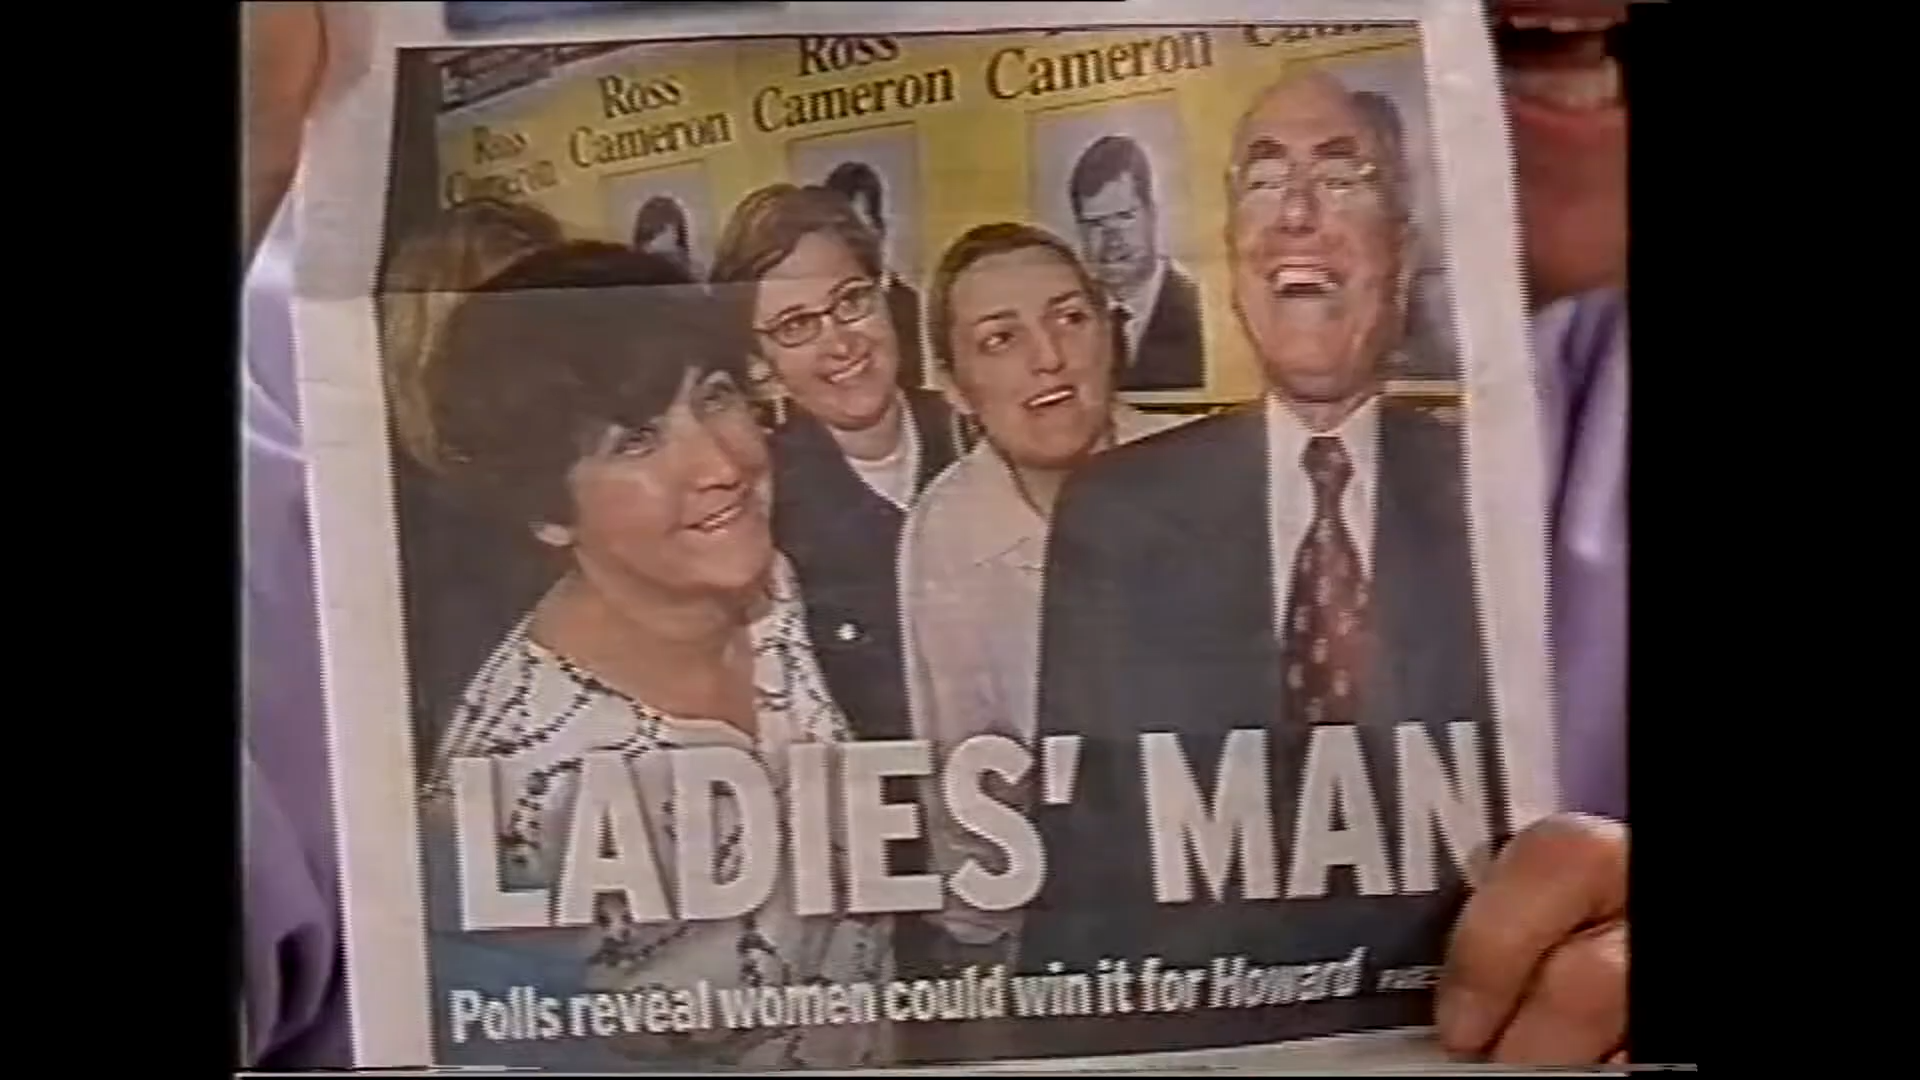 Ross
Cameron
Ross
Cameron
Ross
Cameron
Cameron
LADIES' MAN
Polls reveal women could win it for Howard